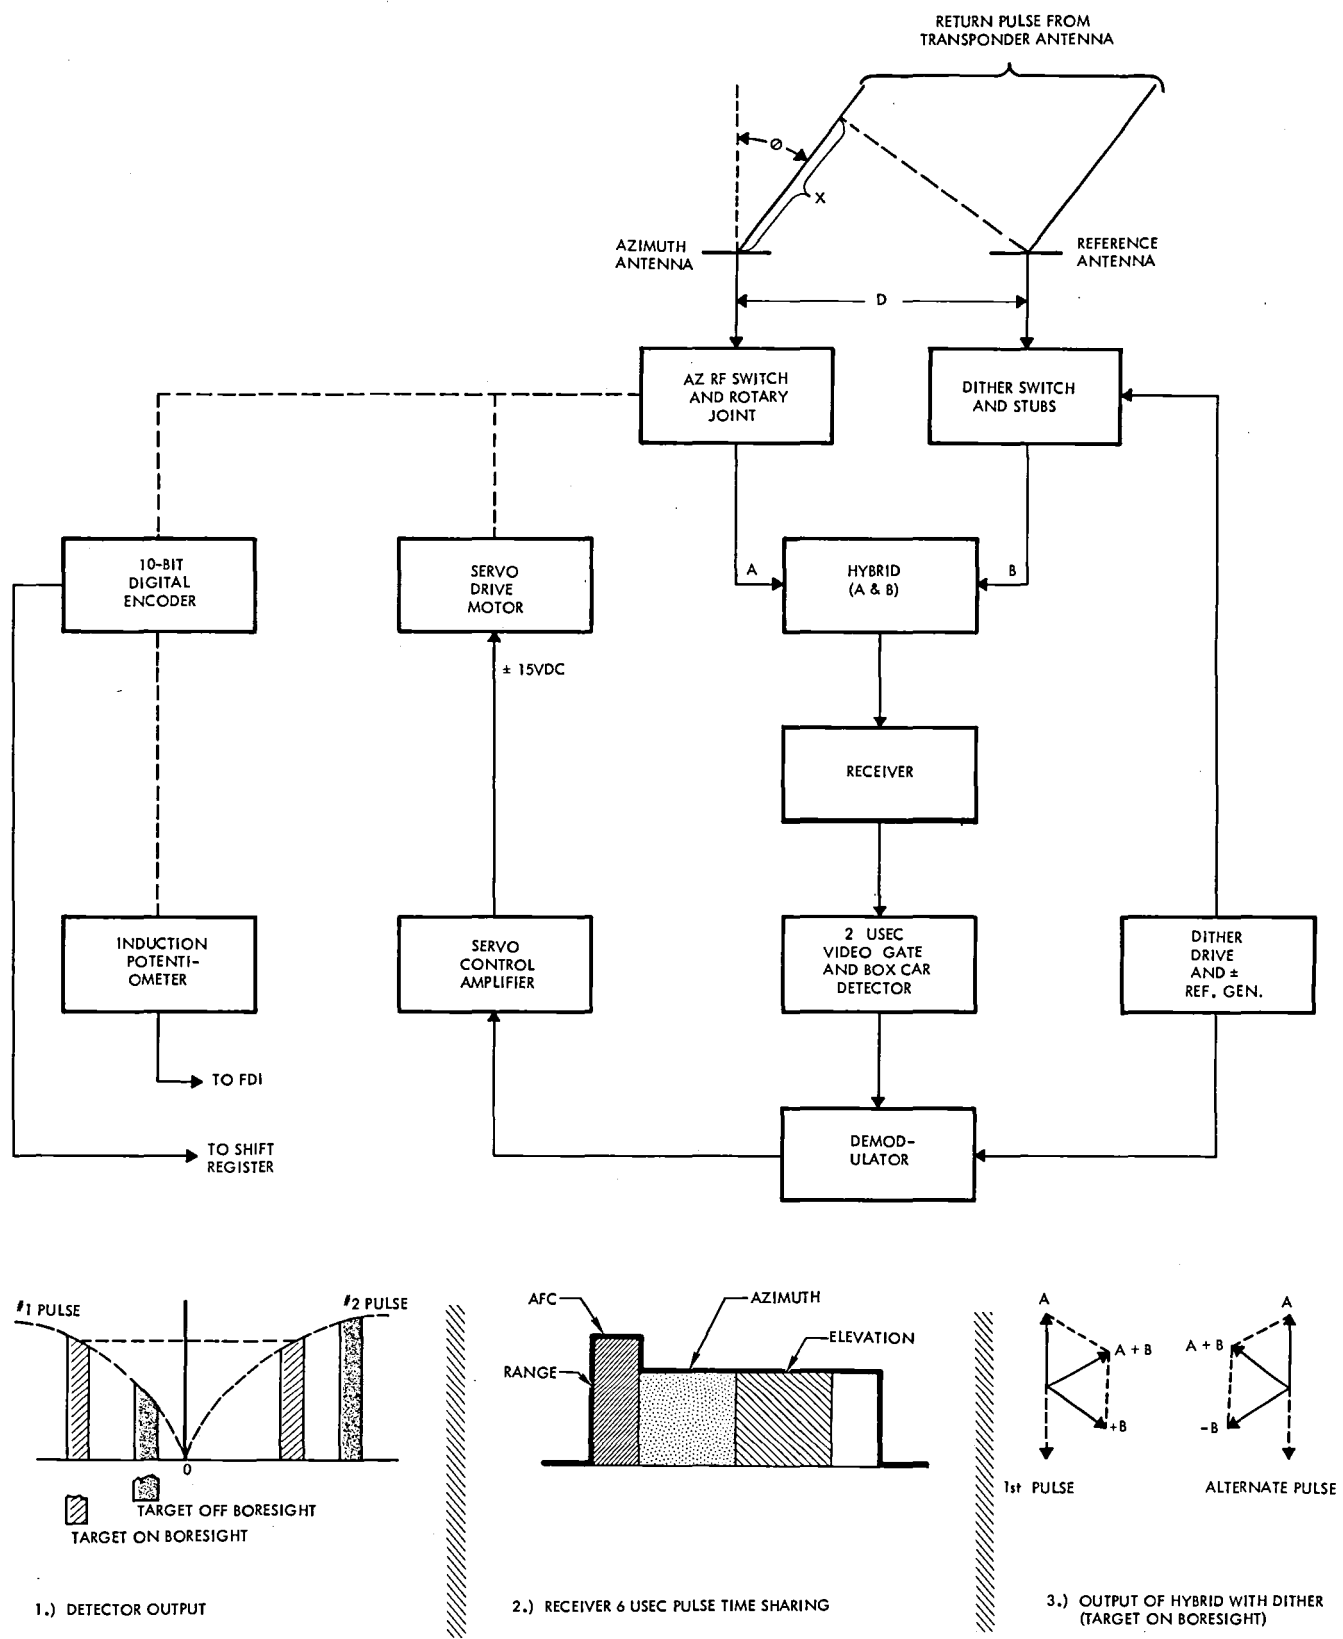 RETURN PULSE FROM
TRANSPONDER ANTENNA
Ø
X
AZIMUTH
ANTENNA
REFERENCE
ANTENNA
D
AZ RF SWITCH
AND ROTARY
JOINT
DITHER SWITCH
AND STUBS
10-BIT
DIGITAL
ENCODER
SERVO
DRIVE
MOTOR
A
HYBRID
(A & B)
B
± 15VDC
RECEIVER
INDUCTION
POTENTI-
OMETER
SERVO
CONTROL
AMPLIFIER
2 USEC
VIDEO GATE
AND BOX CAR
DETECTOR
DITHER
DRIVE
AND ±
REF. GEN.
TO FDI
TO SHIFT
REGISTER
DEMOD-
ULATOR
#1 PULSE
#2 PULSE
0
TARGET OFF BORESIGHT
TARGET ON BORESIGHT
1.) DETECTOR OUTPUT
AFC
AZIMUTH
ELEVATION
RANGE
2.) RECEIVER 6 USEC PULSE TIME SHARING
A
A + B
+B
1st PULSE
A
A + B
-B
ALTERNATE PULSE
3.) OUTPUT OF HYBRID WITH DITHER
(TARGET ON BORESIGHT)